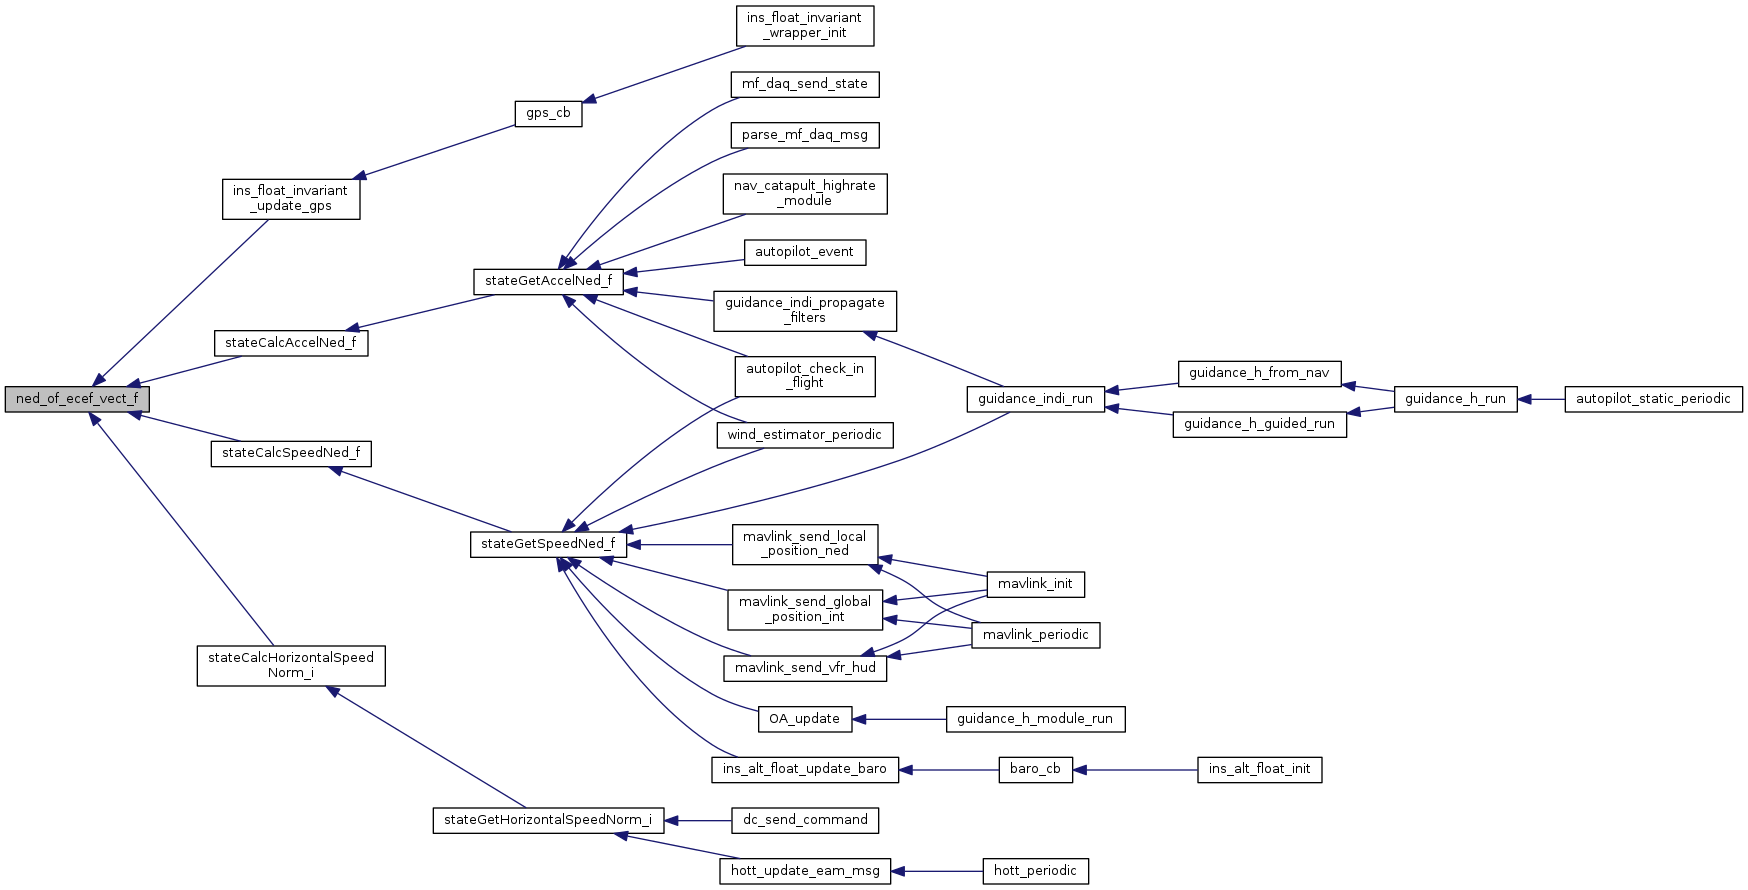 ins_float_invariant
_wrapper_init
mf_daq_send_state
gps_cb
parse_mf_daq_msg
ins_float_invariant
_update_gps
nav_catapult_highrate
_module
autopilot_event
stateGetAccelNed_f
guidance_indi_propagate
_filters
stateCalcAccelNed_f
autopilot_check_in
_flight
guidance_h_from_nav
ned_of_ecef_vect_f
guidance_indi_run
guidance_h_run
autopilot_static_periodic
guidance_h_guided_run
wind_estimator_periodic
stateCalcSpeedNed_f
stateGetSpeedNed_f
mavlink_send_local
_position_ned
mavlink_init
mavlink_send_global
_position_int
mavlink_periodic
stateCalcHorizontalSpeed
Norm_i
mavlink_send_vfr_hud
OA_update
guidance_h_module_run
ins_alt_float_update_baro
baro_cb
ins_alt_float_init
stateGetHorizontalSpeedNorm_i
dc_send_command
hott_update_eam_msg
hott_periodic